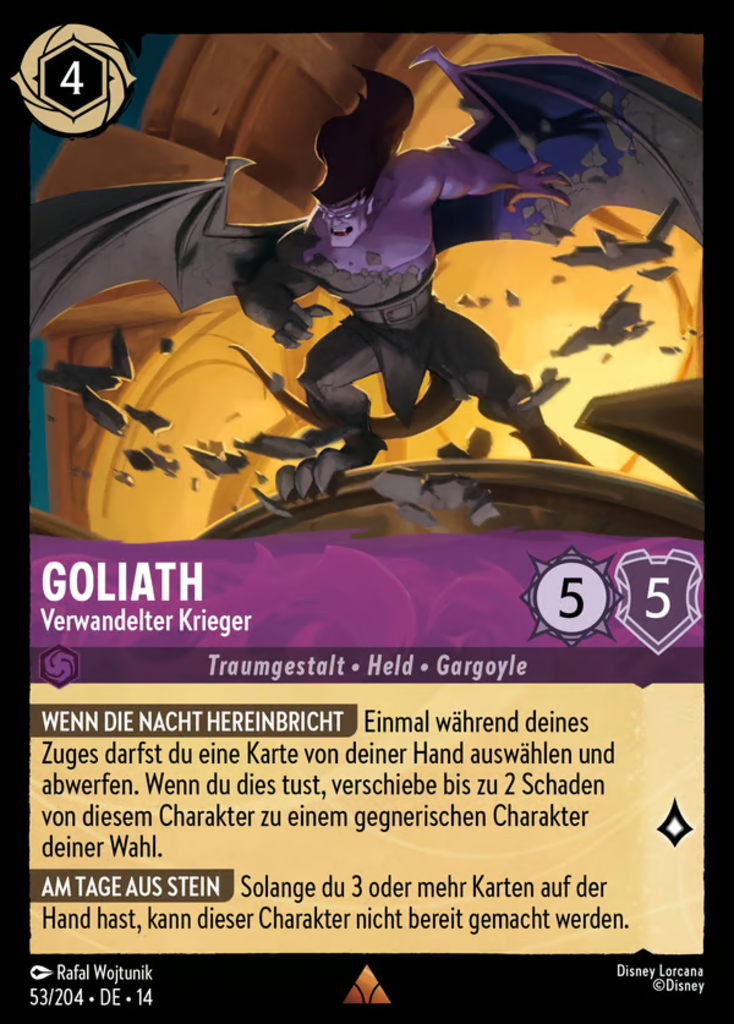 4
GOLIATH
Verwandelter Krieger
5
5
Traumgestalt • Held • Gargoyle
WENN DIE NACHT HEREINBRICHT Einmal während deines
Zuges darfst du eine Karte von deiner Hand auswählen und
abwerfen. Wenn du dies tust, verschiebe bis zu 2 Schaden
von diesem Charakter zu einem gegnerischen Charakter
deiner Wahl.
AM TAGE AUS STEIN Solange du 3 oder mehr Karten auf der
Hand hast, kann dieser Charakter nicht bereit gemacht werden.
Rafal Wojtunik
53/204 • DE • 14
Disney Lorcana
©Disney